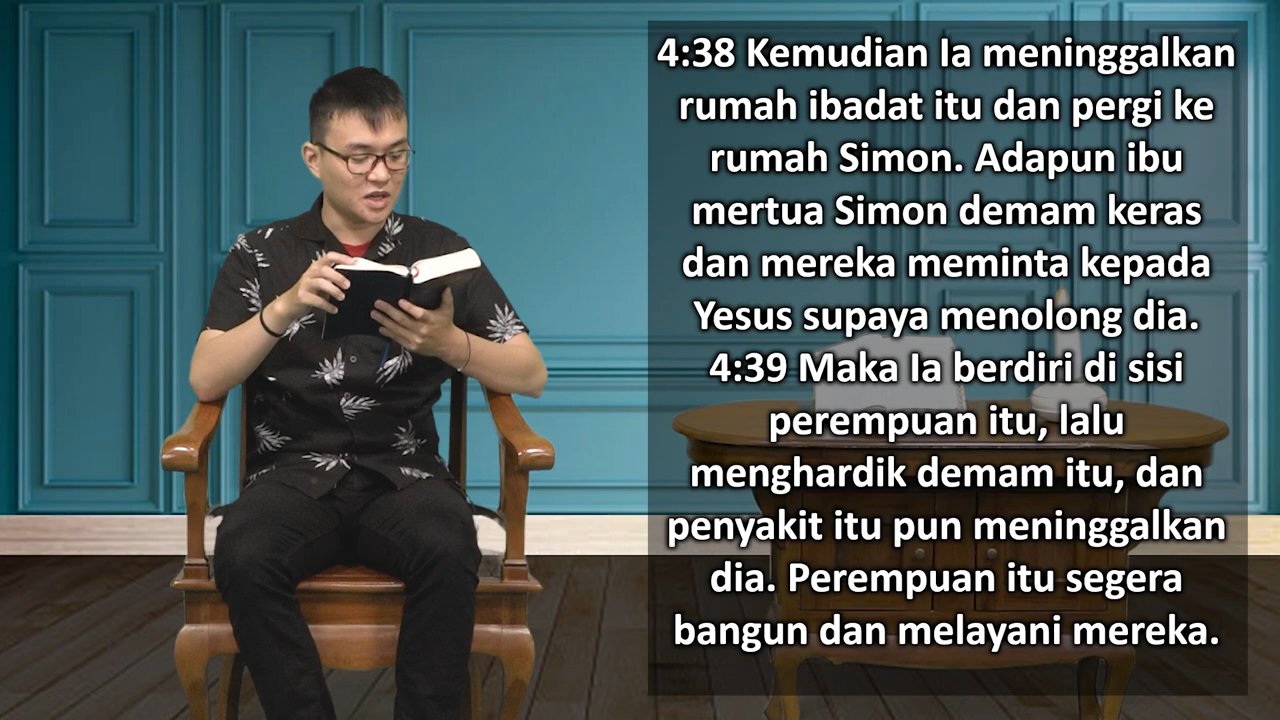 4:38 Kemudian Ia meninggalkan
rumah ibadat itu dan pergi ke
rumah Simon. Adapun ibu
mertua Simon demam keras
dan mereka meminta kepada
Yesus supaya menolong dia.
4:39 Maka Ia berdiri di sisi
perempuan itu, lalu
menghardik demam itu, dan
penyakit itu pun meninggalkan
dia. Perempuan itu segera
bangun dan melayani mereka.